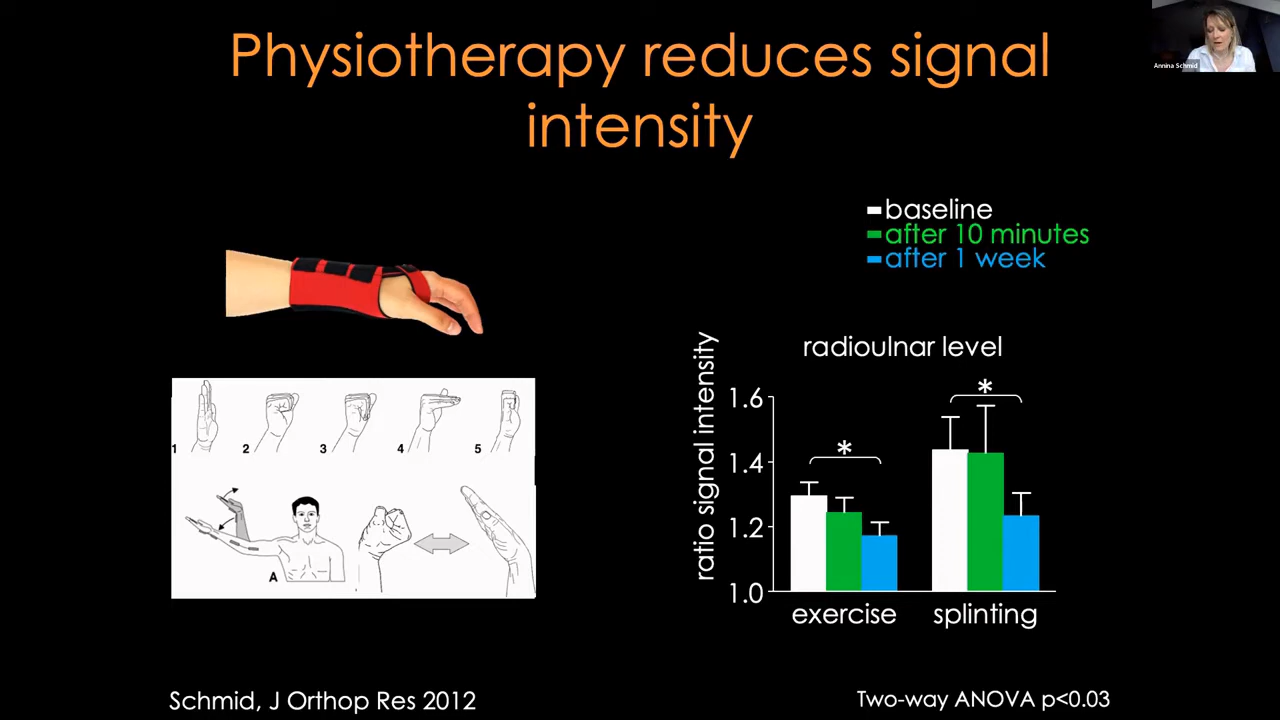 Physiotherapy reduces signal
intensity
Annina Schmid
baseline
after 10 minutes
after 1 week
1 2 3 4 5
A
radioulnar level
ratio signal intensity
1.6
*
1.4
*
1.2
1.0
exercise splinting
Schmid, J Orthop Res 2012
Two-way ANOVA p<0.03